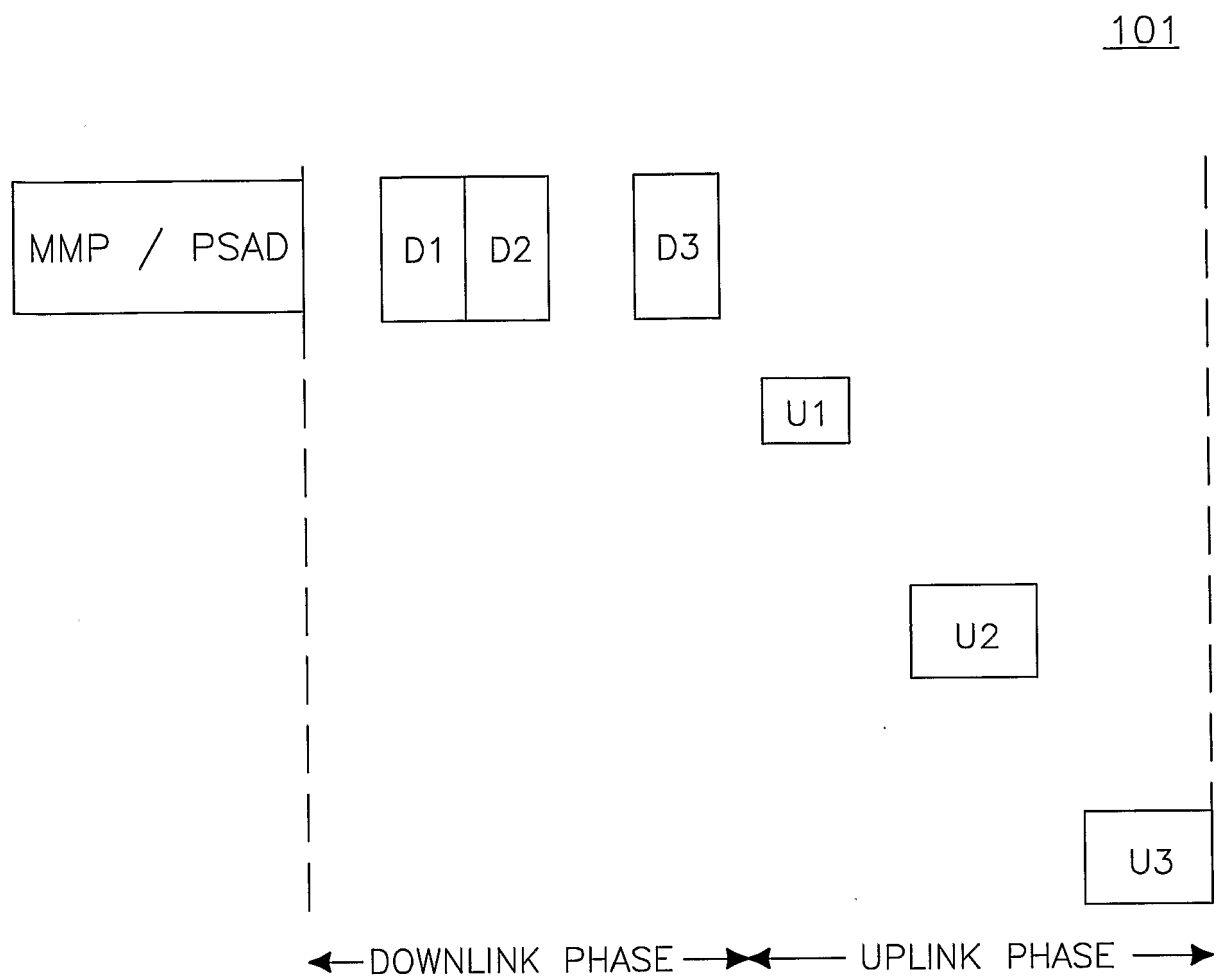 101
MMP / PSAD
D1
D2
D3
U1
U2
U3
DOWNLINK PHASE
UPLINK PHASE